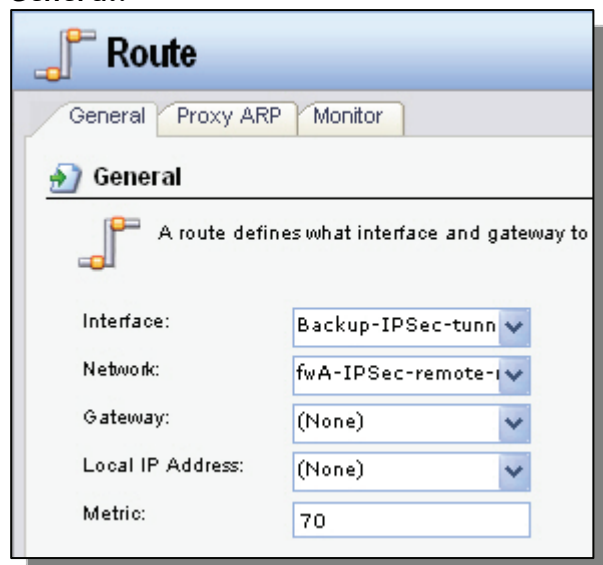 Route
General Proxy ARP Monitor
General
A route defines what interface and gateway to
Interface: Backup-IPSec-tunn
Network: fwA-IPSec-remote-
Gateway: (None)
Local IP Address: (None)
Metric: 70